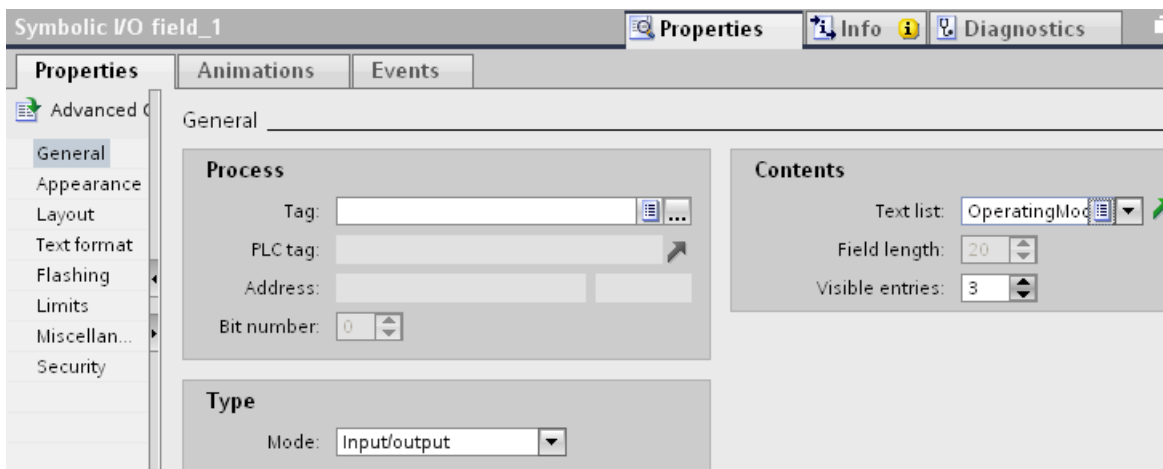 Symbolic I/O field_1
Properties Info Diagnostics
Properties Animations Events
Advanced
General
General
Appearance
Layout
Text format
Flashing
Limits
Miscellan...
Security
Process
Tag: ...
PLC tag:
Address:
Bit number: 0
Type
Mode: Input/output
Contents
Text list: OperatingMod
Field length: 20
Visible entries: 3